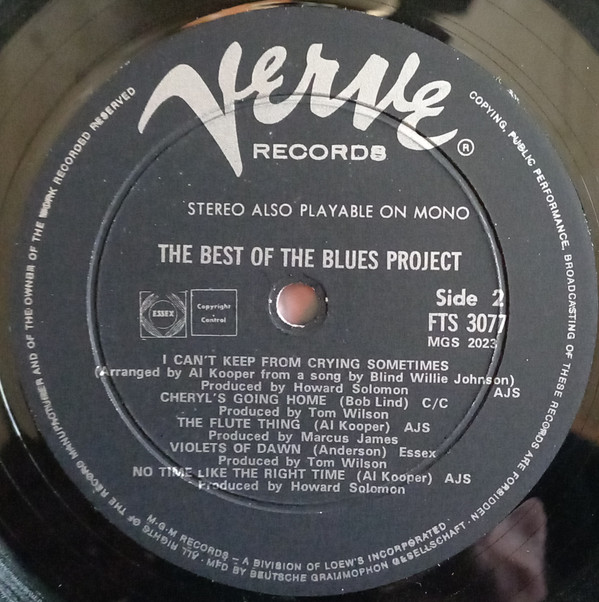 Verve
RECORDS ®
STEREO ALSO PLAYABLE ON MONO
THE BEST OF THE BLUES PROJECT
ESSEX
Copyright
Control
Side 2
FTS 3077
MGS 2023
I CAN'T KEEP FROM CRYING SOMETIMES
(Arranged by Al Kooper from a song by Blind Willie Johnson)
Produced by Howard Solomon AJS
CHERYL'S GOING HOME (Bob Lind) C/C
Produced by Tom Wilson
THE FLUTE THING (Al Kooper) AJS
Produced by Marcus James
VIOLETS OF DAWN (Anderson) Essex
Produced by Tom Wilson
NO TIME LIKE THE RIGHT TIME (Al Kooper) AJS
Produced by Howard Solomon
M·G·M RECORDS – A DIVISION OF LOEW'S INCORPORATED
· ALL RIGHTS OF THE RECORD MANUFACTURER AND OF THE OWNER OF THE WORK RECORDED RESERVED
COPYING, PUBLIC PERFORMANCE, BROADCASTING OF THESE RECORDS ARE FORBIDDEN
· MFD BY DEUTSCHE GRAMMOPHON GESELLSCHAFT ·